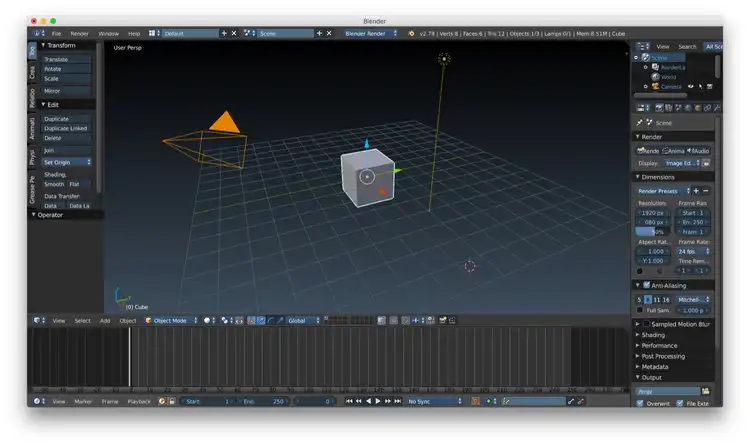 Blender
File Render Window Help Default Scene Blender Render v2.79 | Verts:8 | Faces:6 | Tris:12 | Objects:1/3 | Lamps:0/1 | Mem:8.51M | Cube
Transform
Translate
Rotate
Scale
Mirror
Edit
Duplicate
Duplicate Linked
Delete
Join
Set Origin
Shading:
Smooth Flat
Data Transfer:
Data Data La
Operator
Too
Crea
Relatio
Animati
Physi
Grease Pe
User Persp
(0) Cube
View Select Add Object Object Mode Global
View Search All Sc
Scene
RenderLa
World
Camera
Scene
Render
Rende Anima Audio
Display: Image Ed...
Dimensions
Render Presets
Resolution: Frame Ran
1920 px Start : 1
080 px En: 250
50% Fram: 1
Aspect Rat... Frame Rate:
1.000 24 fps
Y: 1.000 Time Rem...
1 1
Anti-Aliasing
5 8 11 16 Mitchell-...
Full Sam 1.000 p
Sampled Motion Blur
Shading
Performance
Post Processing
Metadata
Output
/tmp/
Overwrit File Exte
View Marker Frame Playback Start: 1 End: 250 0 No Sync